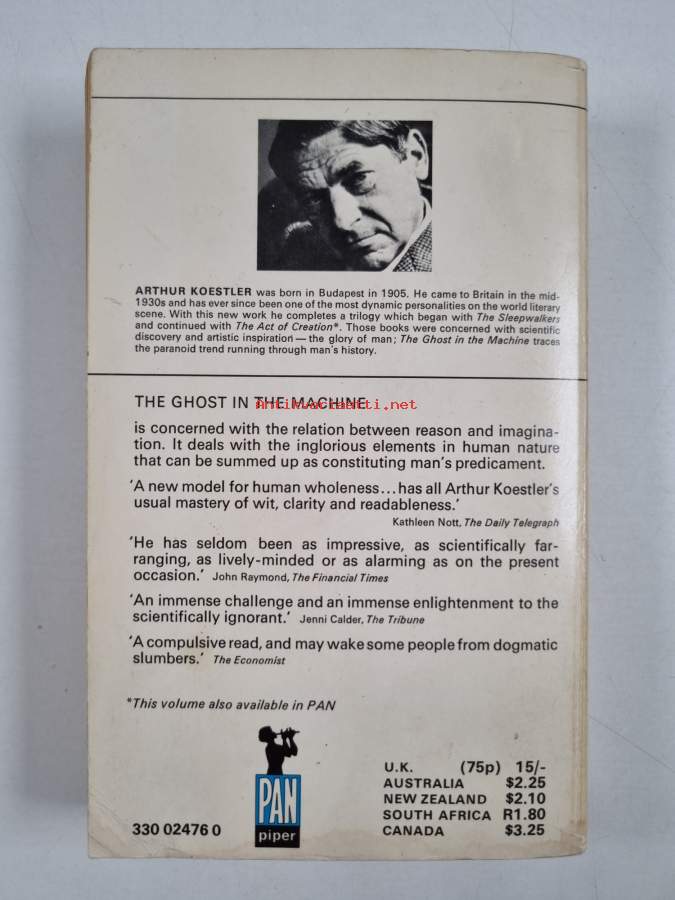 ARTHUR KOESTLER was born in Budapest in 1905. He came to Britain in the mid-
1930s and has ever since been one of the most dynamic personalities on the world literary
scene. With this new work he completes a trilogy which began with The Sleepwalkers
and continued with The Act of Creation*. Those books were concerned with scientific
discovery and artistic inspiration — the glory of man; The Ghost in the Machine traces
the paranoid trend running through man's history.
THE GHOST IN THE MACHINE
Antikvariaatti.net
is concerned with the relation between reason and imagina-
tion. It deals with the inglorious elements in human nature
that can be summed up as constituting man's predicament.
'A new model for human wholeness...has all Arthur Koestler's
usual mastery of wit, clarity and readableness.'
Kathleen Nott, The Daily Telegraph
'He has seldom been as impressive, as scientifically far-
ranging, as lively-minded or as alarming as on the present
occasion.' John Raymond, The Financial Times
'An immense challenge and an immense enlightenment to the
scientifically ignorant.' Jenni Calder, The Tribune
'A compulsive read, and may wake some people from dogmatic
slumbers.' The Economist
*This volume also available in PAN
PAN
piper
330 02476 0
U.K. (75p) 15/-
AUSTRALIA $2.25
NEW ZEALAND $2.10
SOUTH AFRICA R1.80
CANADA $3.25